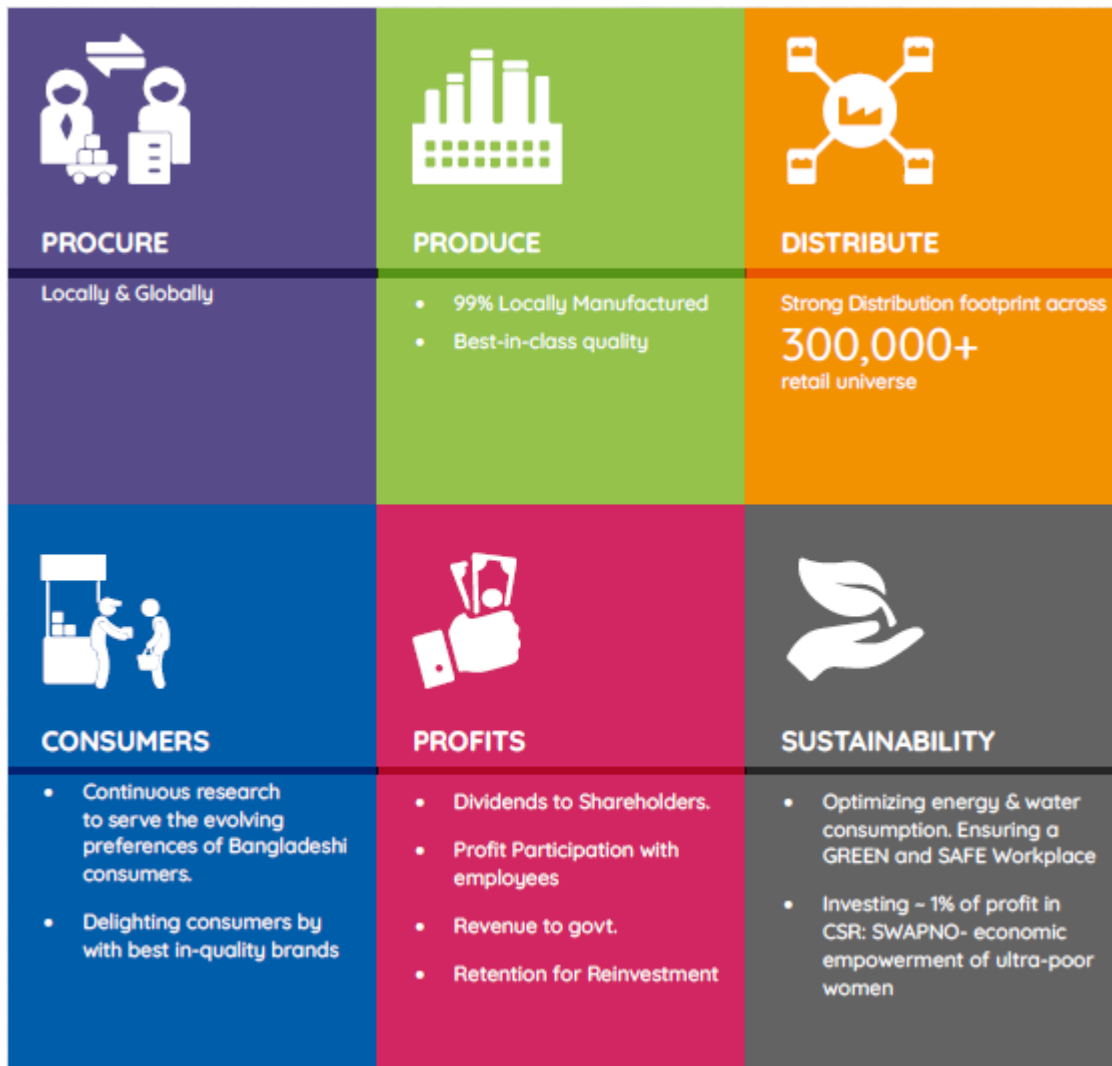 PROCURE
Locally & Globally
PRODUCE
• 99% Locally Manufactured
• Best-in-class quality
DISTRIBUTE
Strong Distribution footprint across
300,000+
retail universe
CONSUMERS
• Continuous research
to serve the evolving
preferences of Bangladeshi
consumers.
• Delighting consumers by
with best in-quality brands
PROFITS
• Dividends to Shareholders.
• Profit Participation with
employees
• Revenue to govt.
• Retention for Reinvestment
SUSTAINABILITY
• Optimizing energy & water
consumption. Ensuring a
GREEN and SAFE Workplace
• Investing ~ 1% of profit in
CSR: SWAPNO- economic
empowerment of ultra-poor
women